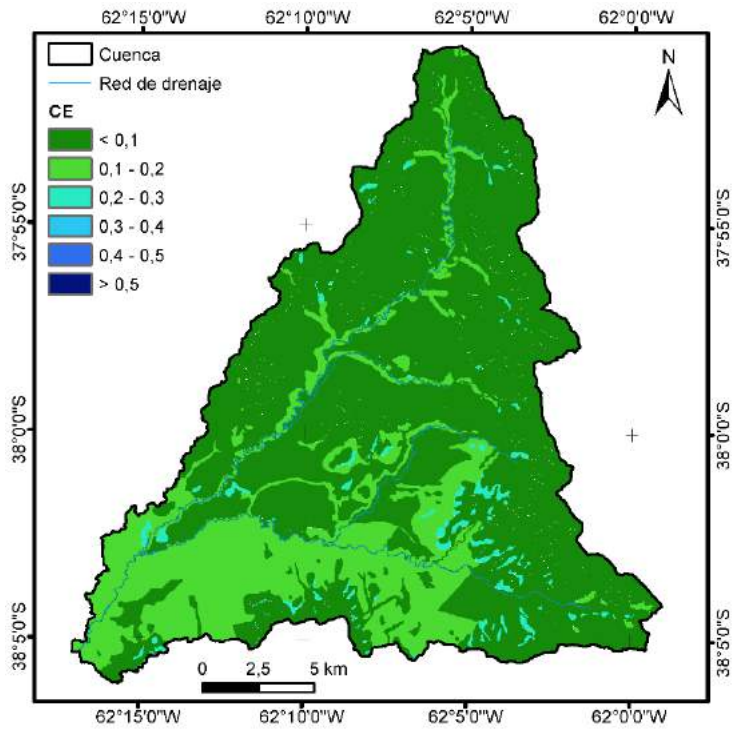 62°15'0"W 62°10'0"W 62°5'0"W 62°0'0"W
Cuenca
Red de drenaje
CE
< 0,1
0,1 - 0,2
0,2 - 0,3
0,3 - 0,4
0,4 - 0,5
> 0,5
N
37°55'0"S
37°55'0"S
38°0'0"S
38°0'0"S
38°5'0"S
38°5'0"S
0 2,5 5 km
62°15'0"W 62°10'0"W 62°5'0"W 62°0'0"W